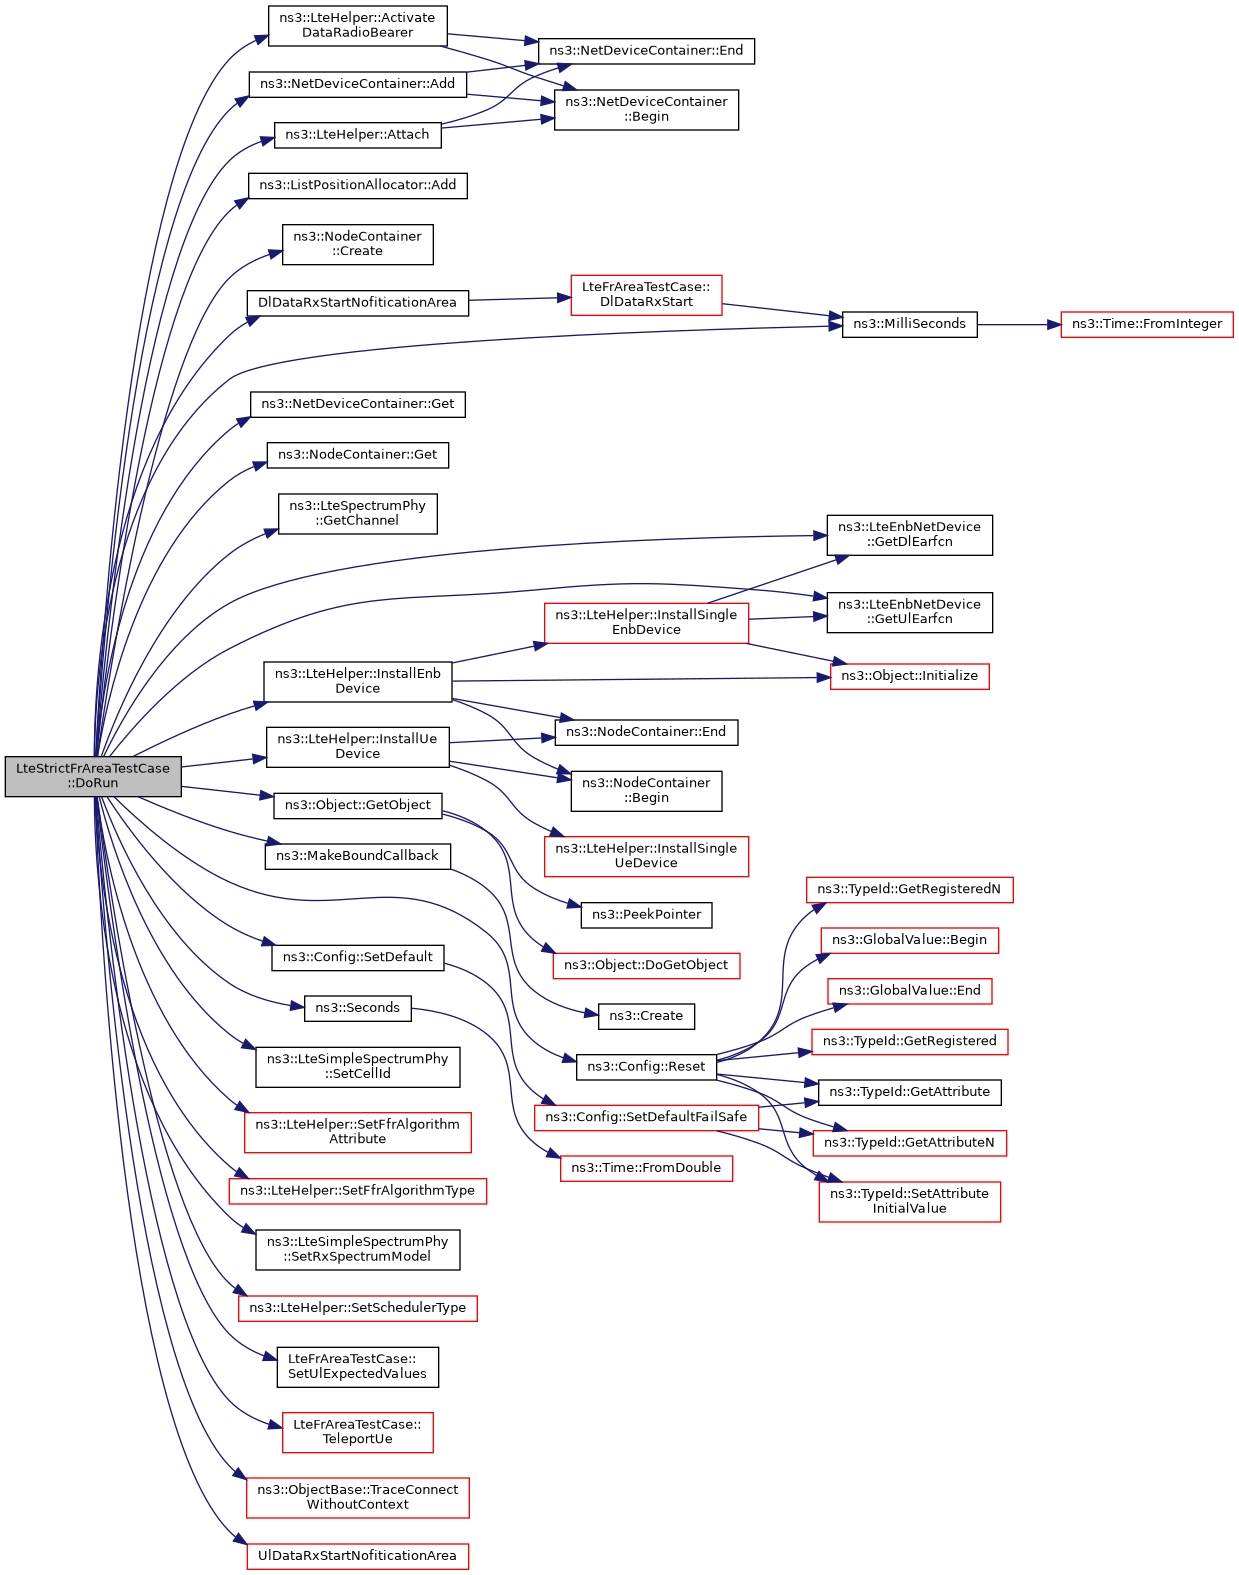 ns3::LteHelper::Activate
DataRadioBearer
ns3::NetDeviceContainer::End
ns3::NetDeviceContainer::Add
ns3::NetDeviceContainer
::Begin
ns3::LteHelper::Attach
ns3::ListPositionAllocator::Add
ns3::NodeContainer
::Create
DlDataRxStartNofiticationArea
LteFrAreaTestCase::
DlDataRxStart
ns3::MilliSeconds
ns3::Time::FromInteger
ns3::NetDeviceContainer::Get
ns3::NodeContainer::Get
ns3::LteSpectrumPhy
::GetChannel
ns3::LteEnbNetDevice
::GetDlEarfcn
ns3::LteHelper::InstallSingle
EnbDevice
ns3::LteEnbNetDevice
::GetUlEarfcn
ns3::LteHelper::InstallEnb
Device
ns3::Object::Initialize
ns3::LteHelper::InstallUe
Device
ns3::NodeContainer::End
LteStrictFrAreaTestCase
::DoRun
ns3::NodeContainer
::Begin
ns3::Object::GetObject
ns3::MakeBoundCallback
ns3::LteHelper::InstallSingle
UeDevice
ns3::TypeId::GetRegisteredN
ns3::PeekPointer
ns3::GlobalValue::Begin
ns3::Config::SetDefault
ns3::Object::DoGetObject
ns3::GlobalValue::End
ns3::Seconds
ns3::Create
ns3::TypeId::GetRegistered
ns3::LteSimpleSpectrumPhy
::SetCellId
ns3::Config::Reset
ns3::TypeId::GetAttribute
ns3::LteHelper::SetFfrAlgorithm
Attribute
ns3::Config::SetDefaultFailSafe
ns3::TypeId::GetAttributeN
ns3::Time::FromDouble
ns3::LteHelper::SetFfrAlgorithmType
ns3::TypeId::SetAttribute
InitialValue
ns3::LteSimpleSpectrumPhy
::SetRxSpectrumModel
ns3::LteHelper::SetSchedulerType
LteFrAreaTestCase::
SetUlExpectedValues
LteFrAreaTestCase::
TeleportUe
ns3::ObjectBase::TraceConnect
WithoutContext
UlDataRxStartNofiticationArea